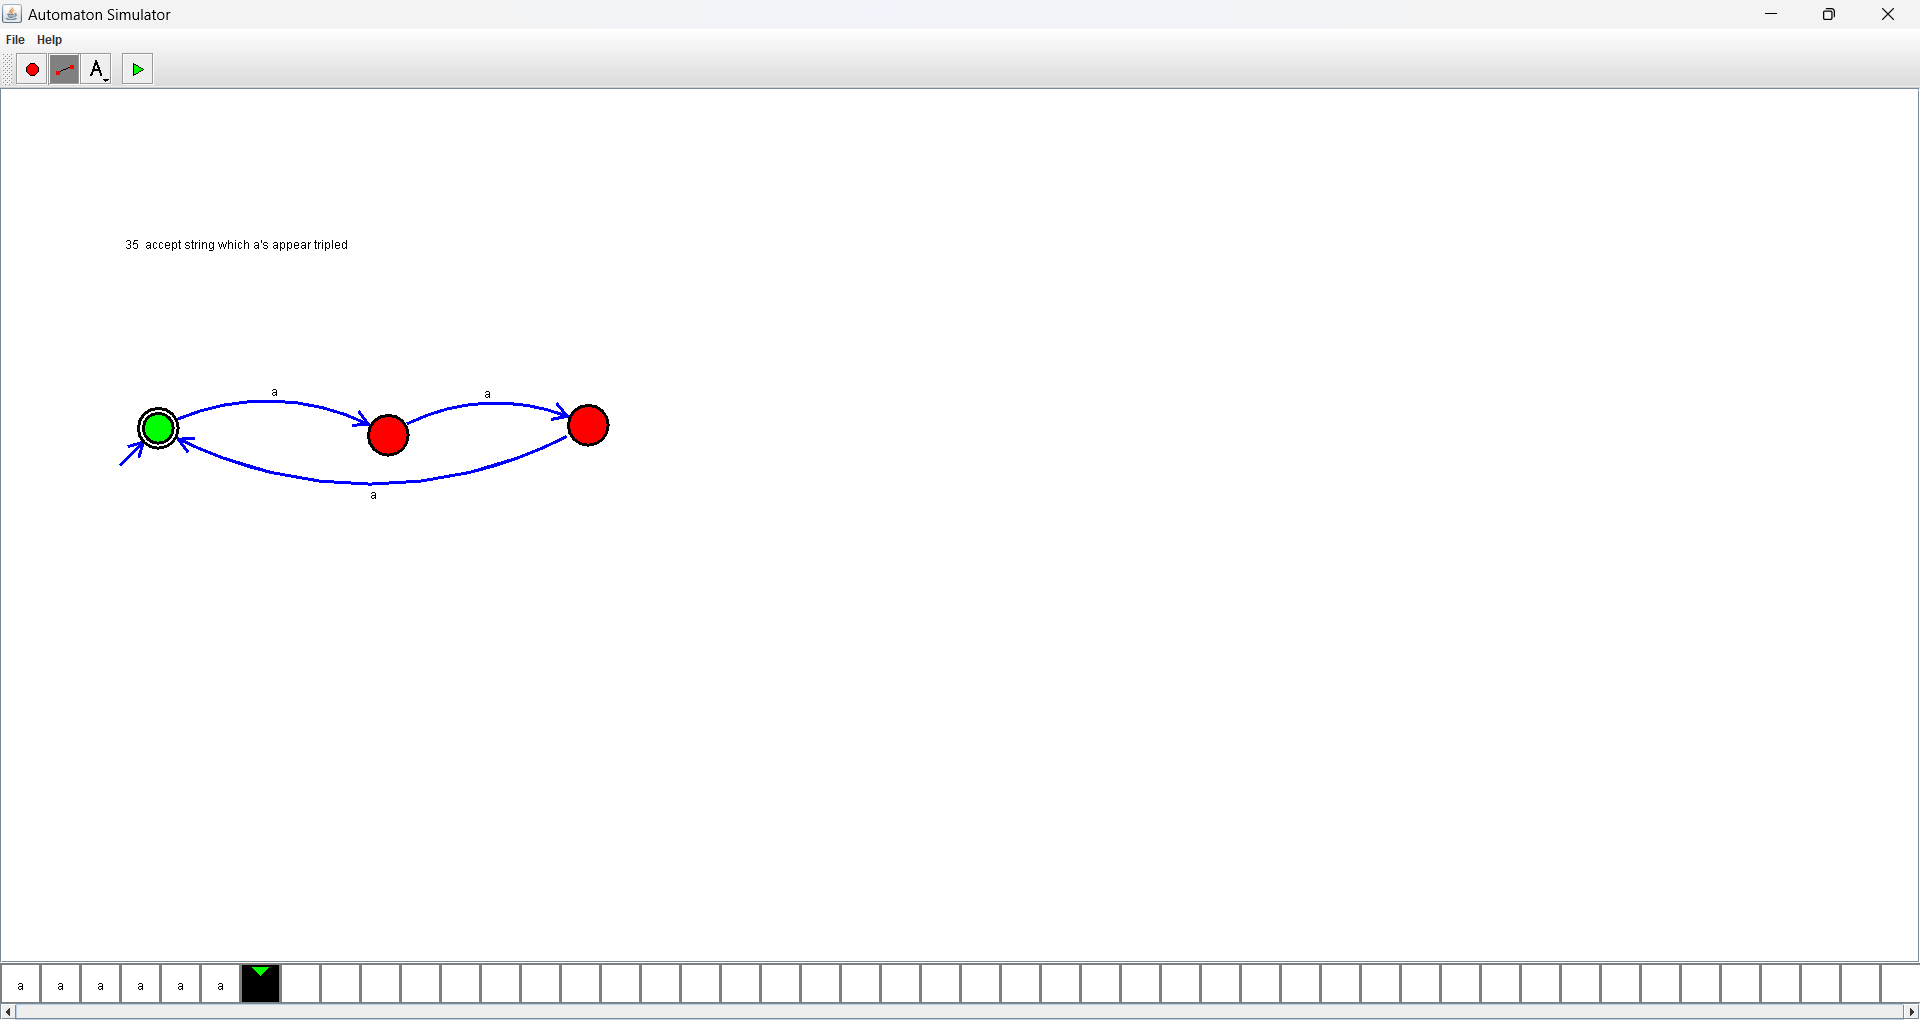 Automaton Simulator
File Help
A
35 accept string which a's appear tripled
a a
a
a a a a a a